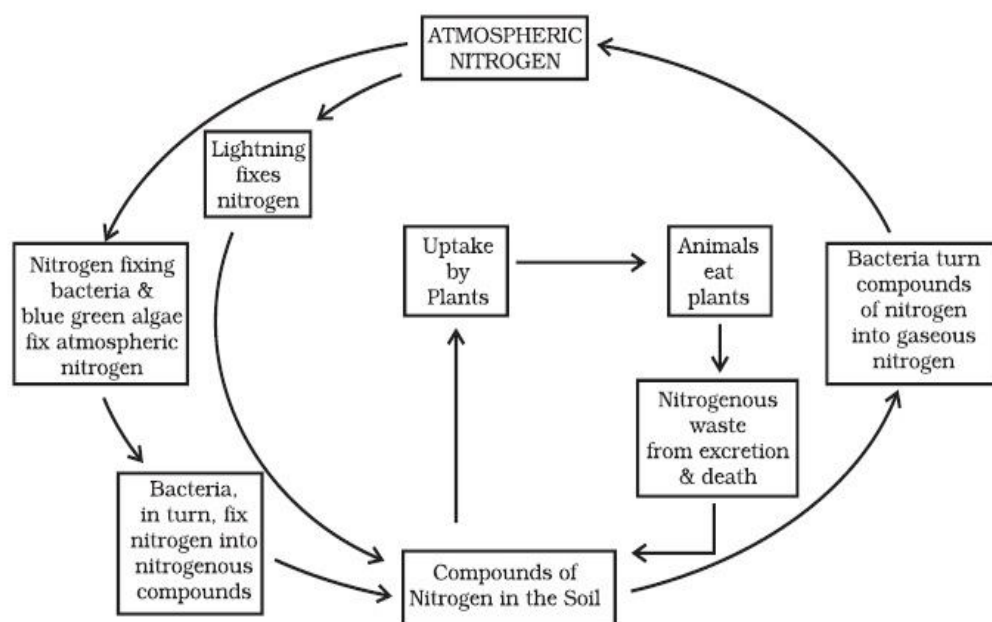 ATMOSPHERIC
NITROGEN
Lightning
fixes
nitrogen
Nitrogen fixing
bacteria &
blue green algae
fix atmospheric
nitrogen
Uptake
by
Plants
Animals
eat
plants
Bacteria turn
compounds
of nitrogen
into gaseous
nitrogen
Nitrogenous
waste
from excretion
& death
Bacteria,
in turn, fix
nitrogen into
nitrogenous
compounds
Compounds of
Nitrogen in the Soil